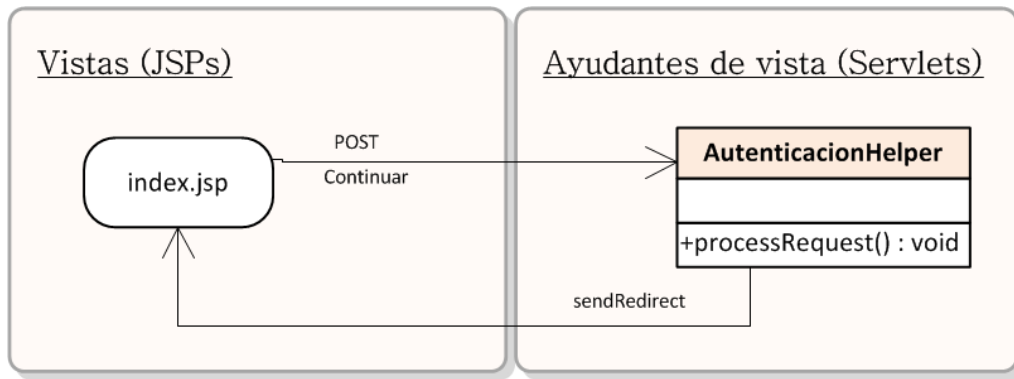 Vistas (JSPs)
Ayudantes de vista (Servlets)
POST
Continuar
index.jsp
AutenticacionHelper
+processRequest() : void
sendRedirect